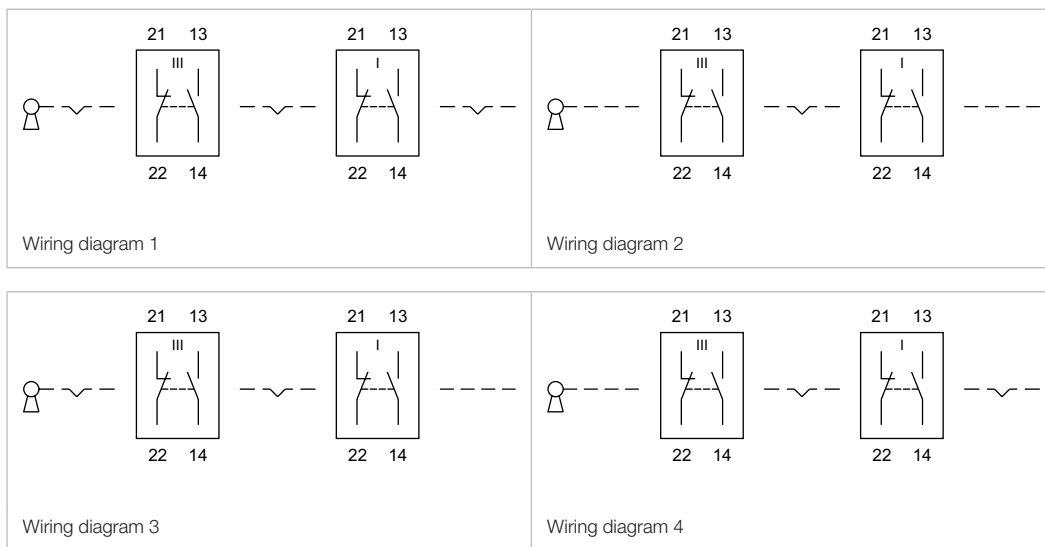 21 13 21 13 21 13 21 13
III I III I
22 14 22 14 22 14 22 14
Wiring diagram 1 Wiring diagram 2
21 13 21 13 21 13 21 13
III I III I
22 14 22 14 22 14 22 14
Wiring diagram 3 Wiring diagram 4